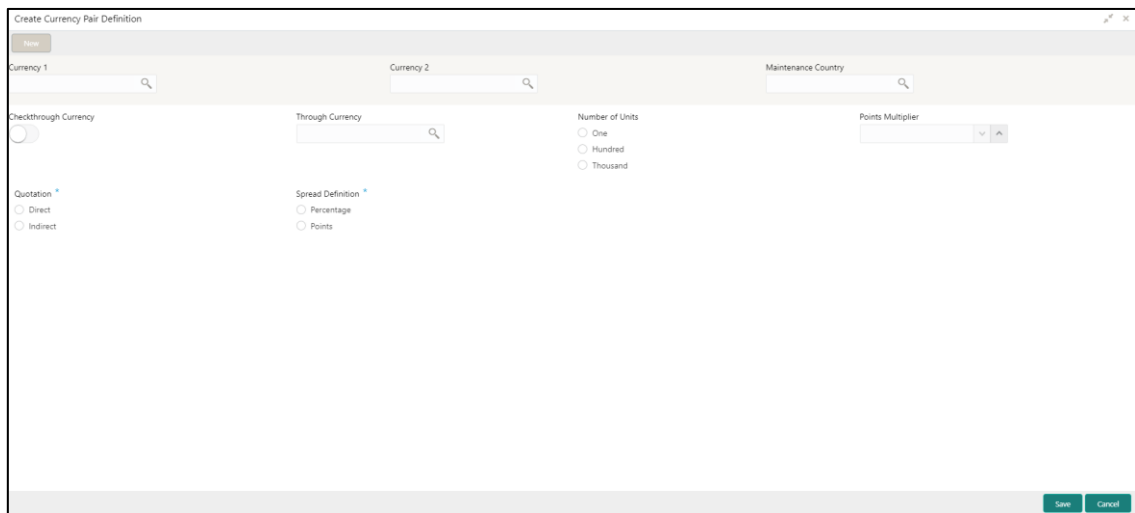 Create Currency Pair Definition
New
Currency 1 Currency 2 Maintenance Country
Checkthrough Currency Through Currency Number of Units Points Multiplier
One
Hundred
Thousand
Quotation * Spread Definition *
Direct Percentage
Indirect Points
Save Cancel